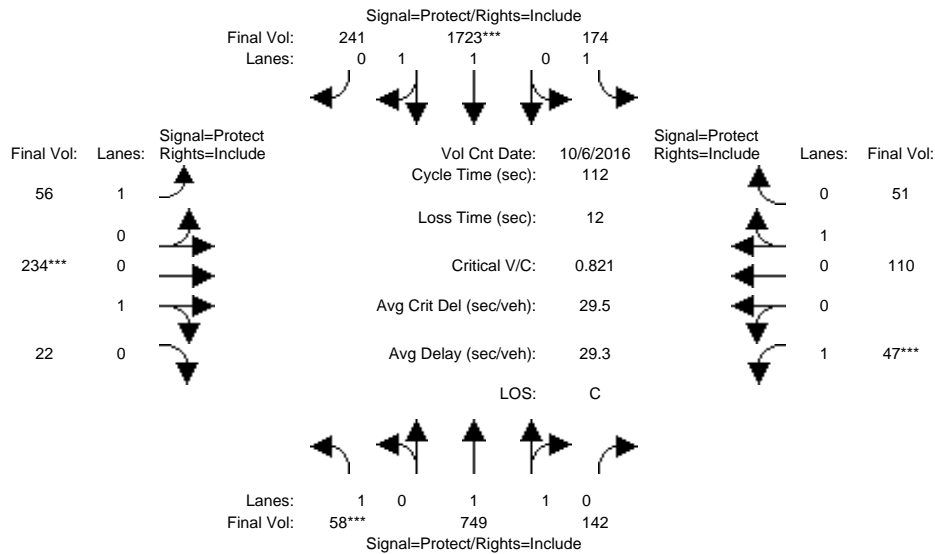 Signal=Protect/Rights=Include
Final Vol: 241 1723*** 174
Lanes: 0 1 1 0 1
Signal=Protect
Final Vol: Lanes: Rights=Include
Vol Cnt Date: 10/6/2016
Signal=Protect
Rights=Include Lanes: Final Vol:
Cycle Time (sec): 112
56 1
0 51
Loss Time (sec): 12
0
1
234*** 0
Critical V/C: 0.821
0 110
1
Avg Crit Del (sec/veh): 29.5
0
22 0
Avg Delay (sec/veh): 29.3
1 47***
LOS: C
Lanes: 1 0 1 1 0
Final Vol: 58*** 749 142
Signal=Protect/Rights=Include